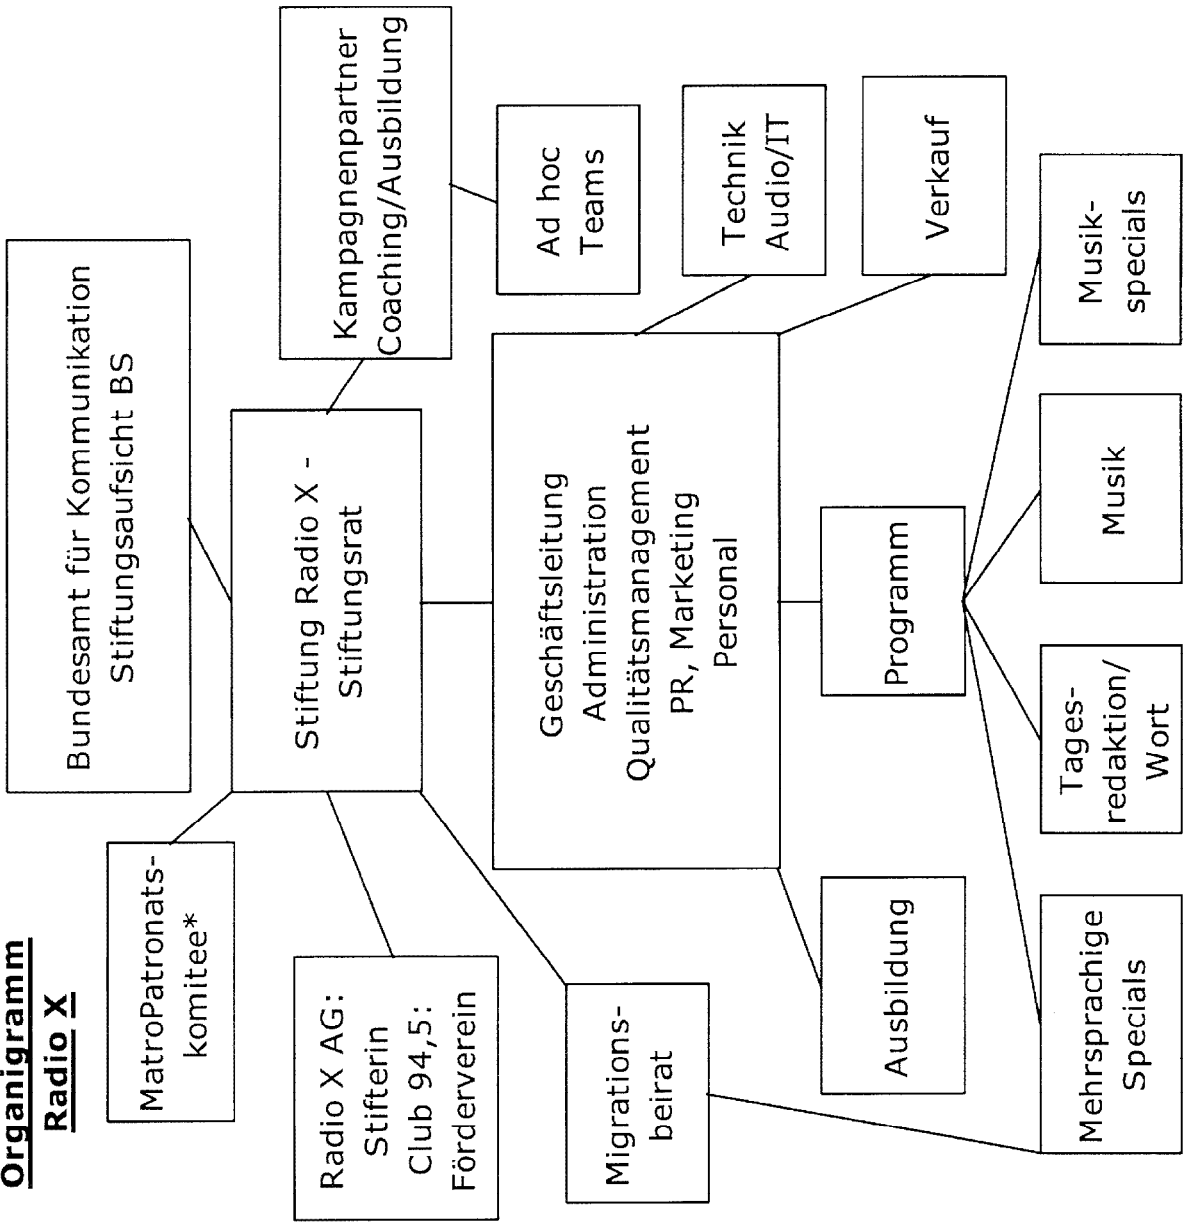 Organigramm
Radio X
Bundesamt für Kommunikation
Stiftungsaufsicht BS
MatroPatronats-
komitee*
Stiftung Radio X -
Stiftungsrat
Kampagnenpartner
Coaching/Ausbildung
Radio X AG:
Stifterin
Club 94,5:
Förderverein
Ad hoc
Teams
Migrations-
beirat
Geschäftsleitung
Administration
Qualitätsmanagement
PR, Marketing
Personal
Technik
Audio/IT
Ausbildung
Programm
Verkauf
Mehrsprachige
Specials
Tages-
redaktion/
Wort
Musik
Musik-
specials